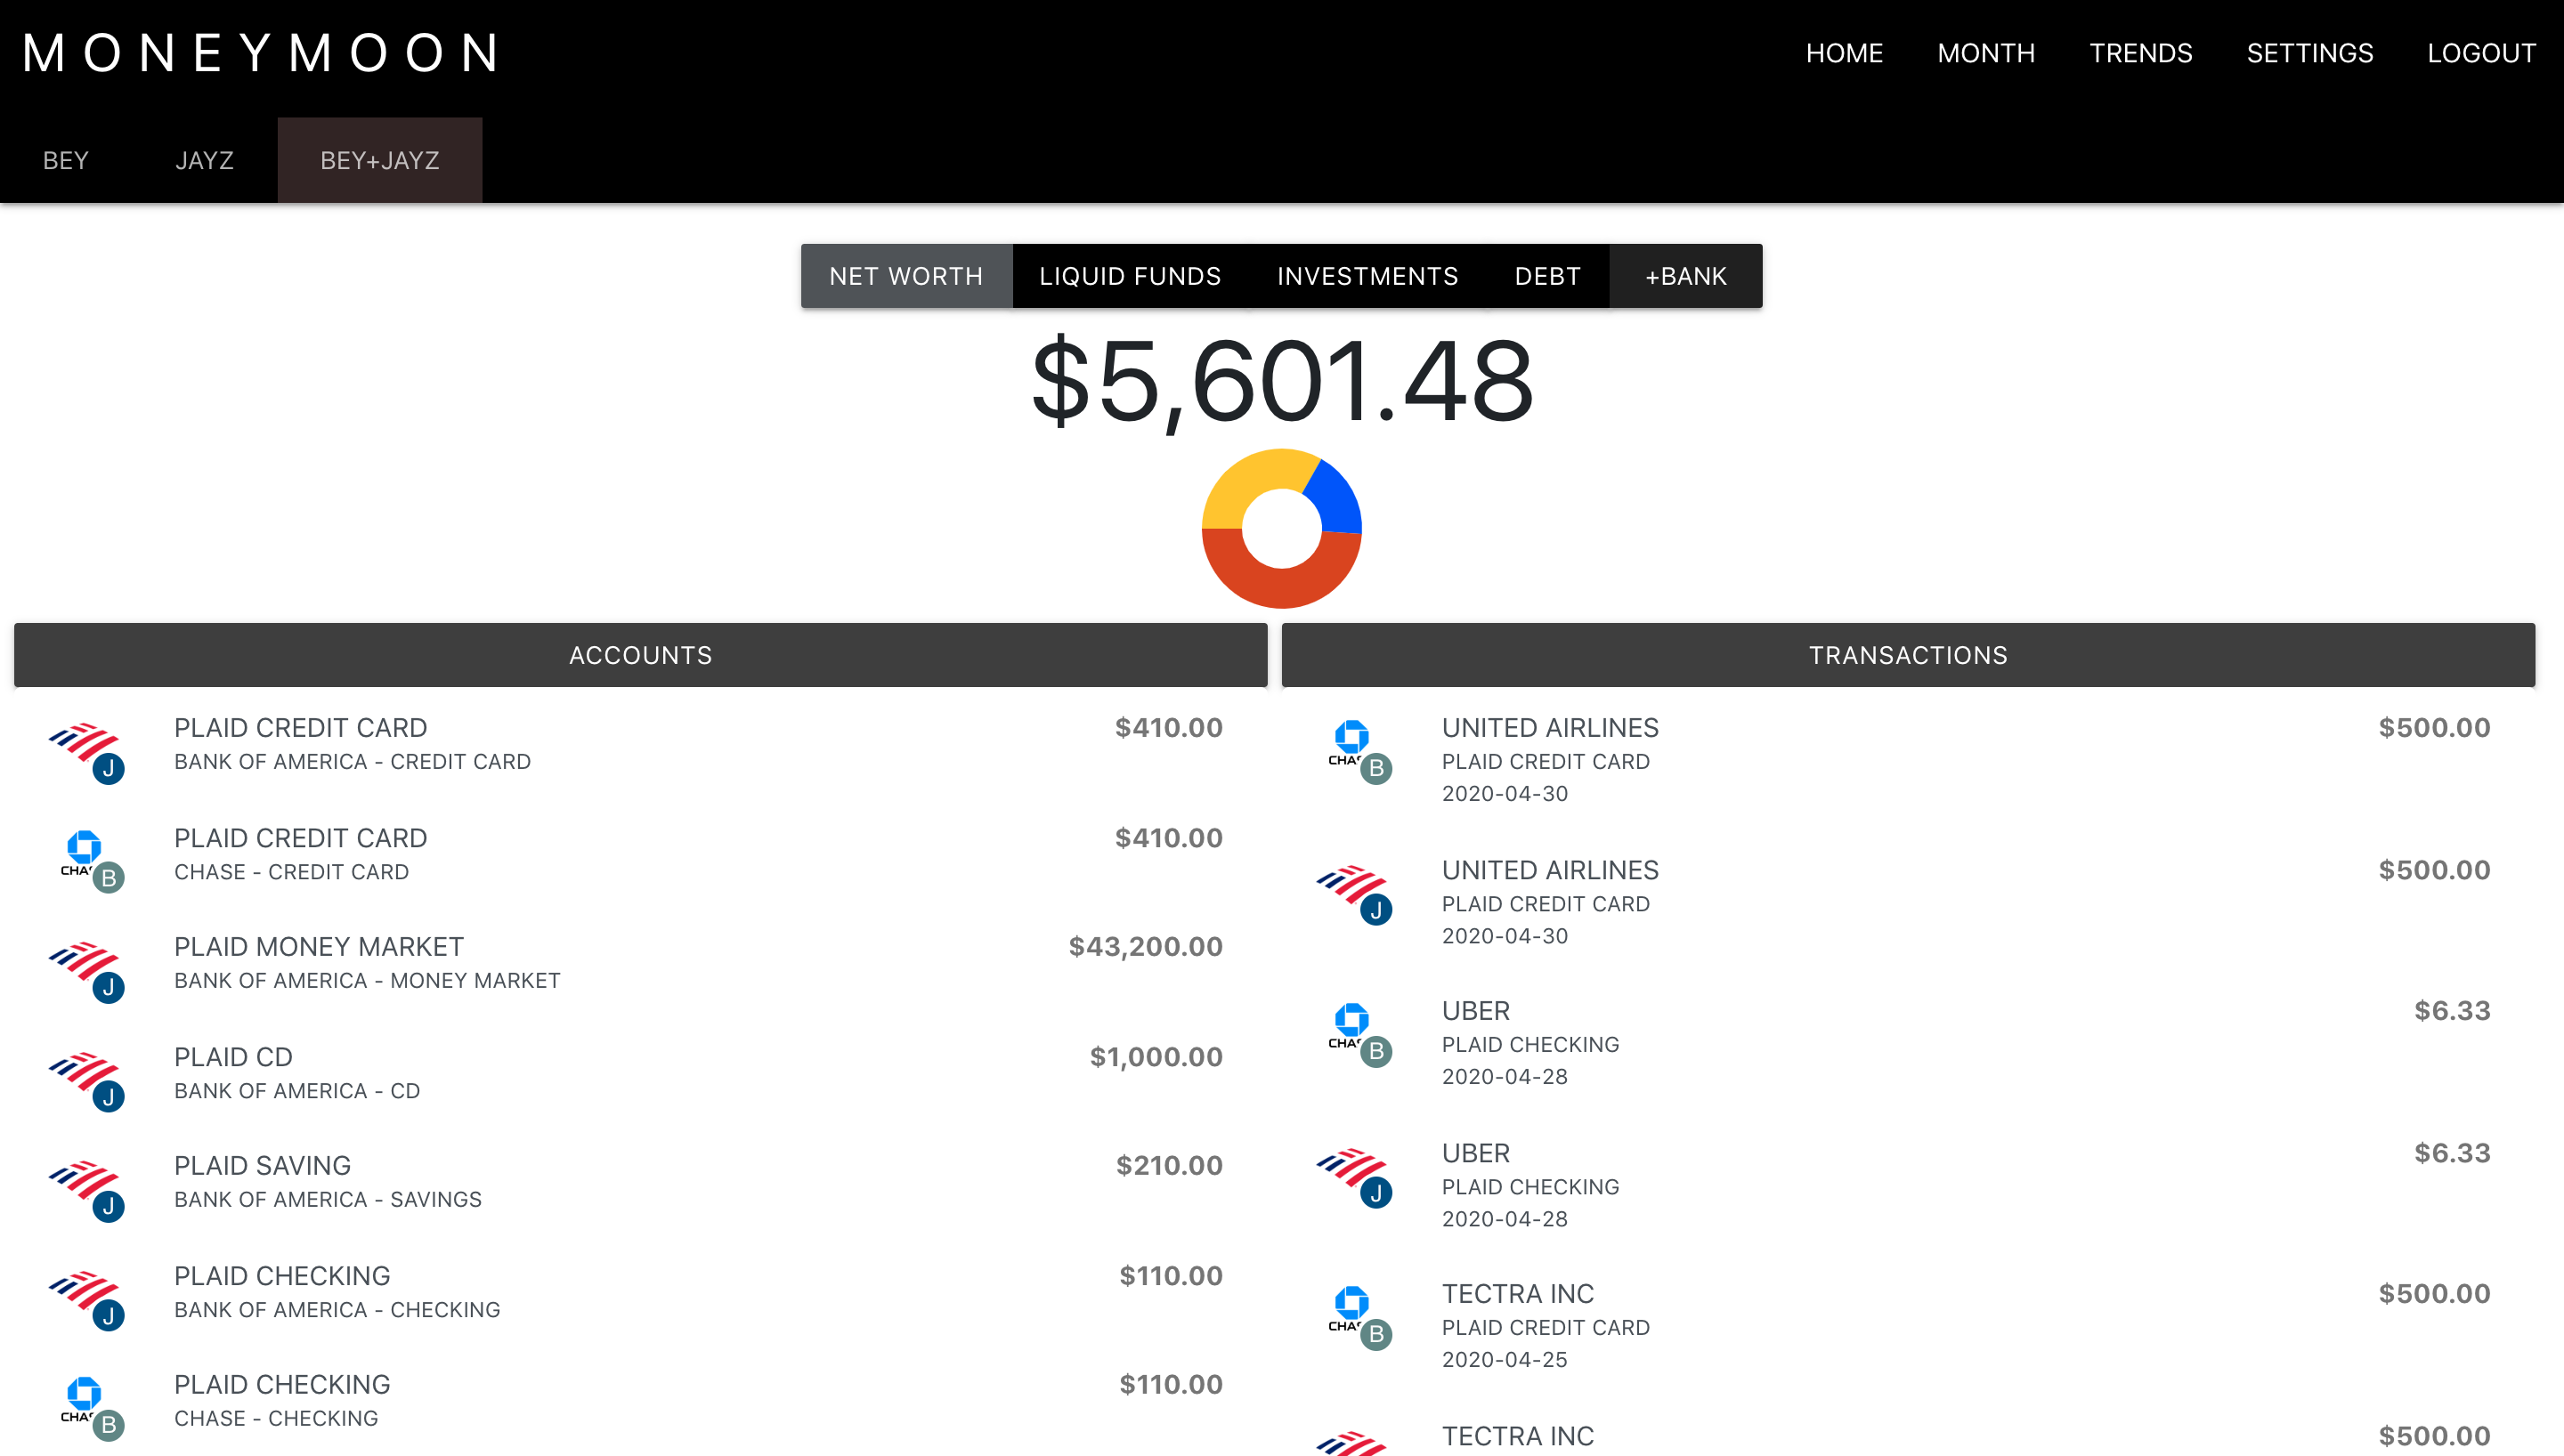 MONEYMOON
HOME MONTH TRENDS SETTINGS LOGOUT
BEY JAYZ BEY+JAYZ
NET WORTH LIQUID FUNDS INVESTMENTS DEBT +BANK
$5,601.48
ACCOUNTS
PLAID CREDIT CARD $410.00
J BANK OF AMERICA - CREDIT CARD
PLAID CREDIT CARD $410.00
CHAS B CHASE - CREDIT CARD
PLAID MONEY MARKET $43,200.00
J BANK OF AMERICA - MONEY MARKET
PLAID CD $1,000.00
J BANK OF AMERICA - CD
PLAID SAVING $210.00
J BANK OF AMERICA - SAVINGS
PLAID CHECKING $110.00
J BANK OF AMERICA - CHECKING
PLAID CHECKING $110.00
CHAS B CHASE - CHECKING
TRANSACTIONS
UNITED AIRLINES $500.00
CHAS B PLAID CREDIT CARD
2020-04-30
UNITED AIRLINES $500.00
J PLAID CREDIT CARD
2020-04-30
UBER $6.33
CHAS B PLAID CHECKING
2020-04-28
UBER $6.33
J PLAID CHECKING
2020-04-28
TECTRA INC $500.00
CHAS B PLAID CREDIT CARD
2020-04-25
TECTRA INC $500.00